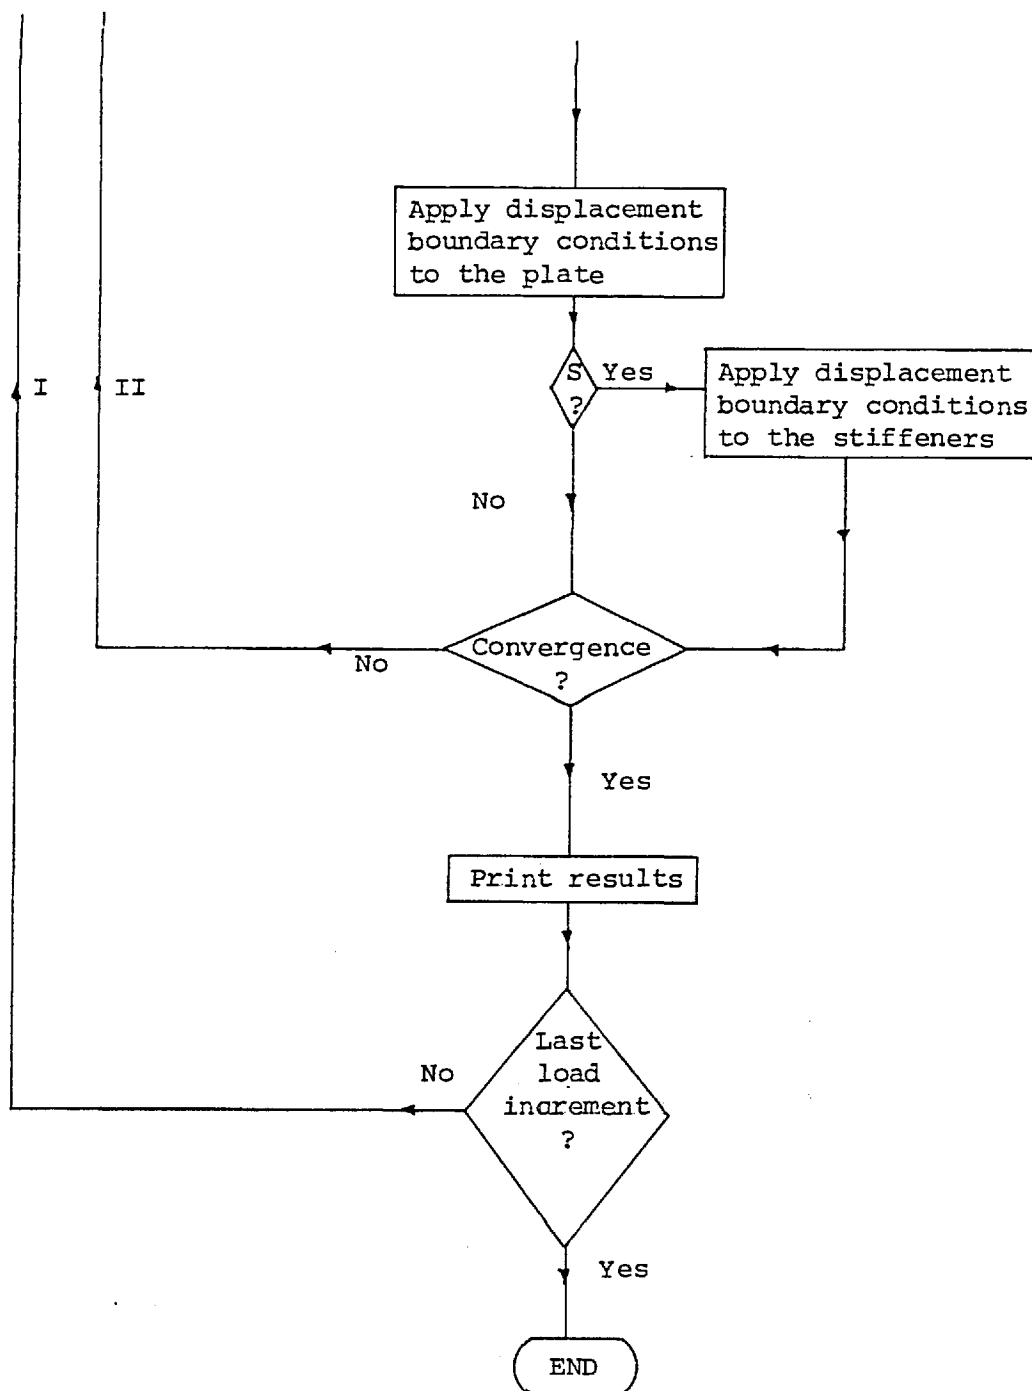 Apply displacement
boundary conditions
to the plate
S
?
Yes
Apply displacement
boundary conditions
to the stiffeners
I
II
No
Convergence
?
No
Yes
Print results
Last
load
increment
?
No
Yes
END